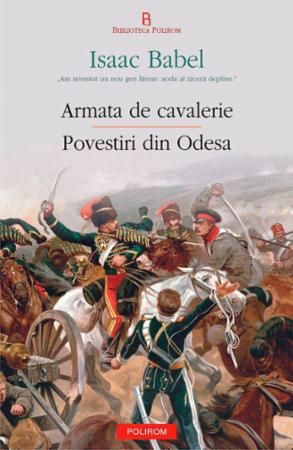 B
BIBLIOTECA POLIROM
Isaac Babel
„Am inventat un nou gen literar: acela al tăcerii depline.“
Armata de cavalerie
Povestiri din Odesa
POLIROM